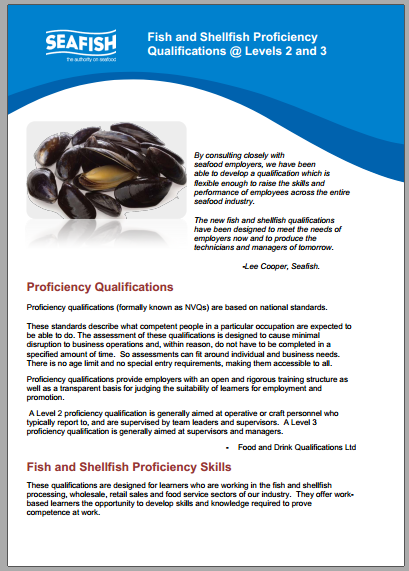 SEAFISH
the authority on seafood
Fish and Shellfish Proficiency
Qualifications @ Levels 2 and 3
By consulting closely with
seafood employers, we have been
able to develop a qualification which is
flexible enough to raise the skills and
performance of employees across the entire
seafood industry.
The new fish and shellfish qualifications
have been designed to meet the needs of
employers now and to produce the
technicians and managers of tomorrow.
-Lee Cooper, Seafish.
Proficiency Qualifications
Proficiency qualifications (formally known as NVQs) are based on national standards.
These standards describe what competent people in a particular occupation are expected to
be able to do. The assessment of these qualifications is designed to cause minimal
disruption to business operations and, within reason, do not have to be completed in a
specified amount of time. So assessments can fit around individual and business needs.
There is no age limit and no special entry requirements, making them accessible to all.
Proficiency qualifications provide employers with an open and rigorous training structure as
well as a transparent basis for judging the suitability of learners for employment and
promotion.
A Level 2 proficiency qualification is generally aimed at operative or craft personnel who
typically report to, and are supervised by team leaders and supervisors. A Level 3
proficiency qualification is generally aimed at supervisors and managers.
- Food and Drink Qualifications Ltd
Fish and Shellfish Proficiency Skills
These qualifications are designed for learners who are working in the fish and shellfish
processing, wholesale, retail sales and food service sectors of our industry. They offer work-
based learners the opportunity to develop skills and knowledge required to prove
competence at work.